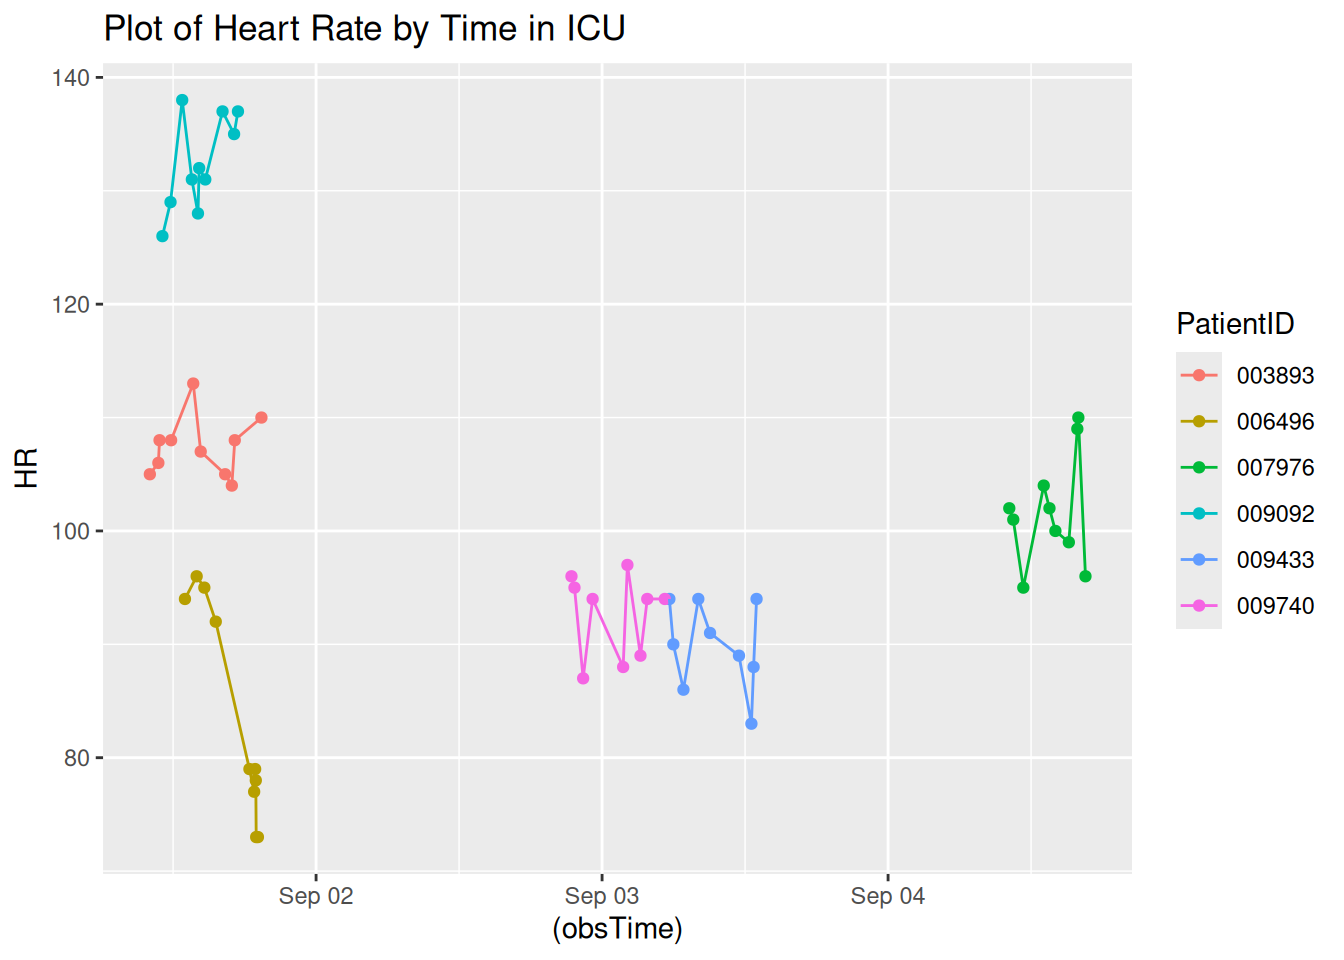 Plot of Heart Rate by Time in ICU
140
120
100
80
HR
Sep 02
Sep 03
Sep 04
(obsTime)
PatientID
003893
006496
007976
009092
009433
009740